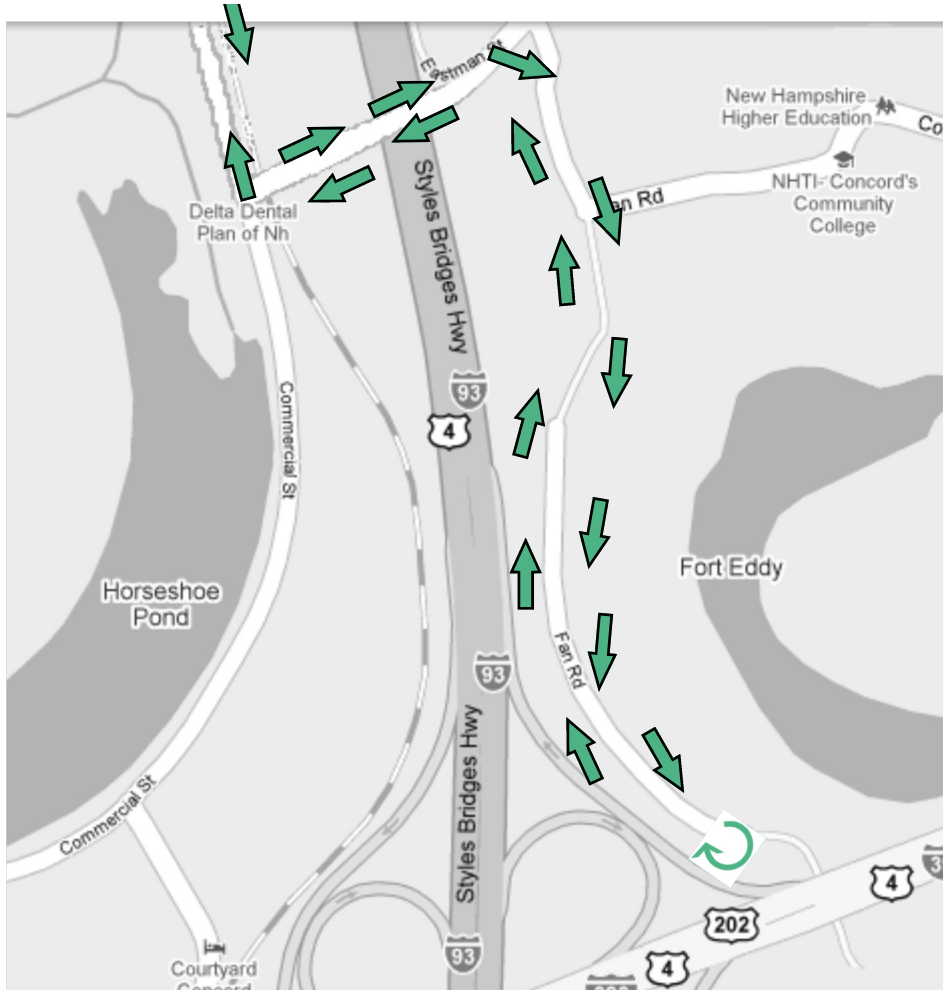 Eastman St
New Hampshire
Higher Education
Co
Fan Rd
NHTI- Concord's
Community
College
Delta Dental
Plan of Nh
Styles Bridges Hwy
93
4
Commercial St
Fort Eddy
Horseshoe
Pond
Fan Rd
93
Styles Bridges Hwy
Commercial St
4
202
93
4
Courtyard
Concord